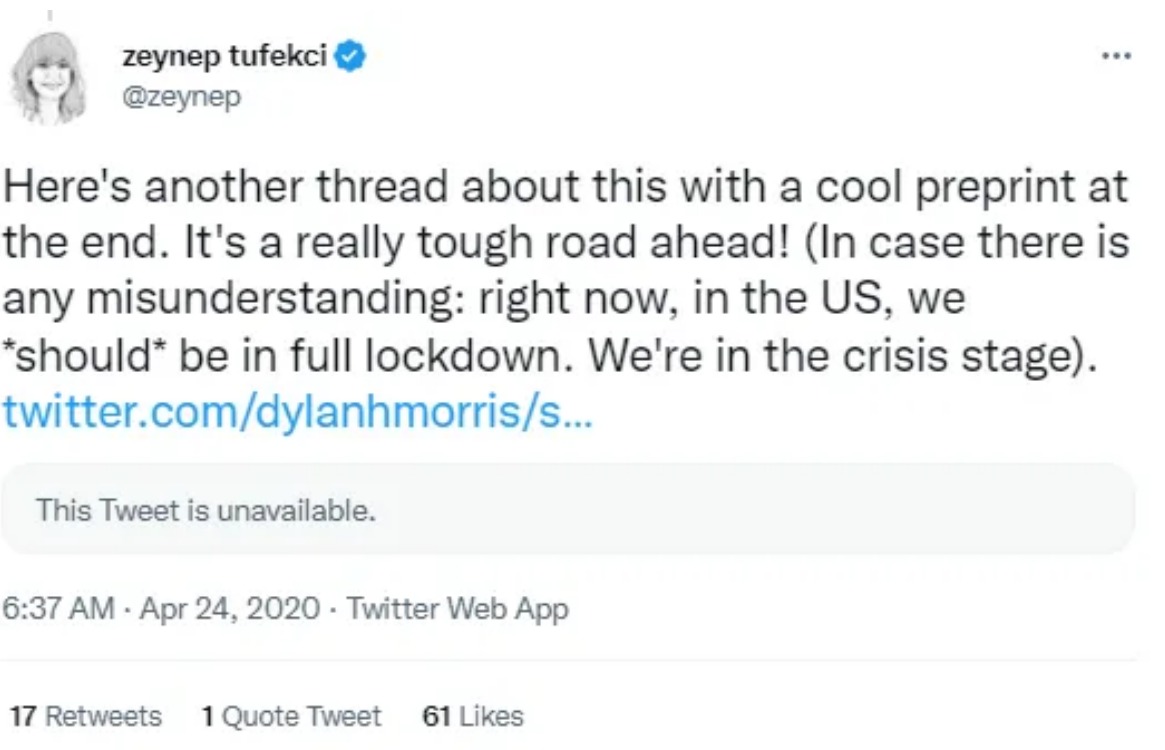 zeynep tufekci
@zeynep
Here's another thread about this with a cool preprint at
the end. It's a really tough road ahead! (In case there is
any misunderstanding: right now, in the US, we
*should* be in full lockdown. We're in the crisis stage).
twitter.com/dylanhmorris/s...
This Tweet is unavailable.
6:37 AM · Apr 24, 2020 · Twitter Web App
17 Retweets 1 Quote Tweet 61 Likes